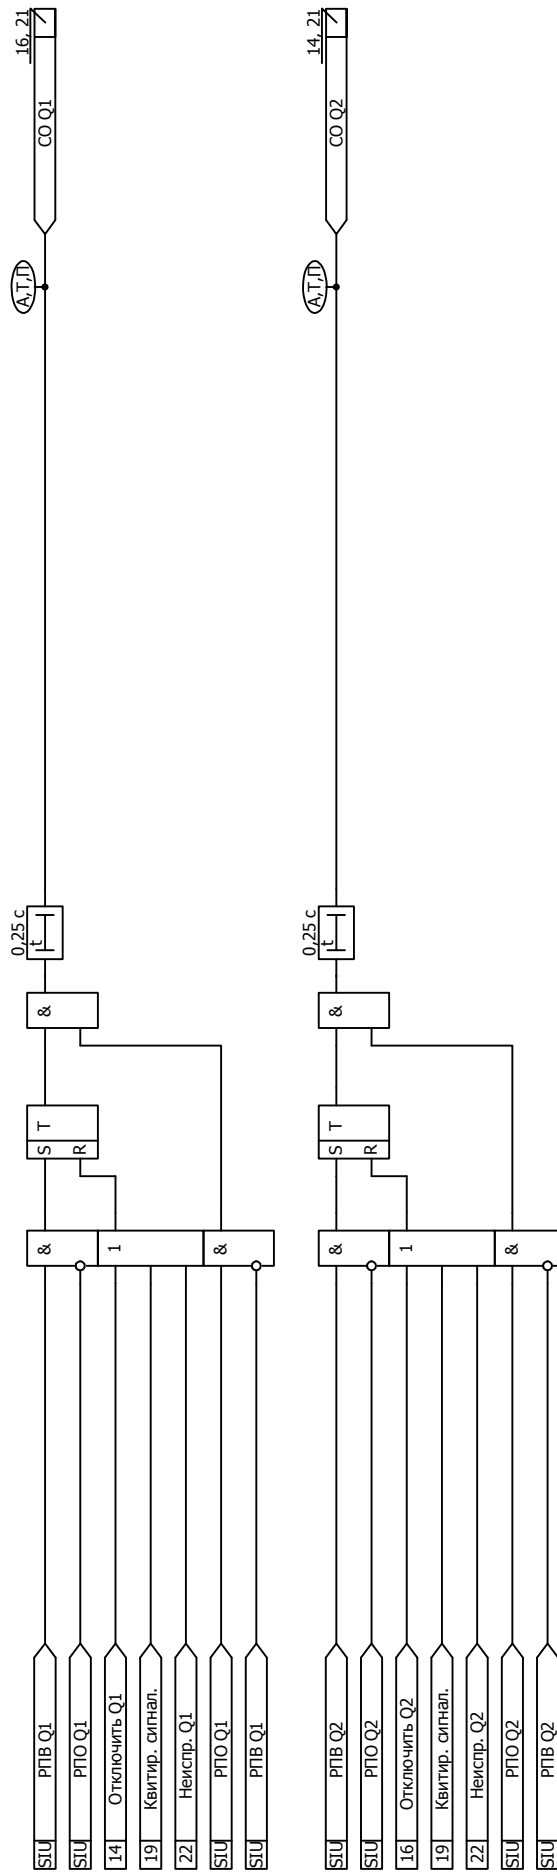 SIU РПВ Q1
SIU РПО Q1
14 Отключить Q1
19 Квитир. сигнал.
22 Неиспр. Q1
SIU РПО Q1
SIU РПВ Q1
&
1
&
S T
R
&
0,25 с
t
А,Т,П
СО Q1
16, 21
SIU РПВ Q2
SIU РПО Q2
16 Отключить Q2
19 Квитир. сигнал.
22 Неиспр. Q2
SIU РПО Q2
SIU РПВ Q2
&
1
&
S T
R
&
0,25 с
t
А,Т,П
СО Q2
14, 21